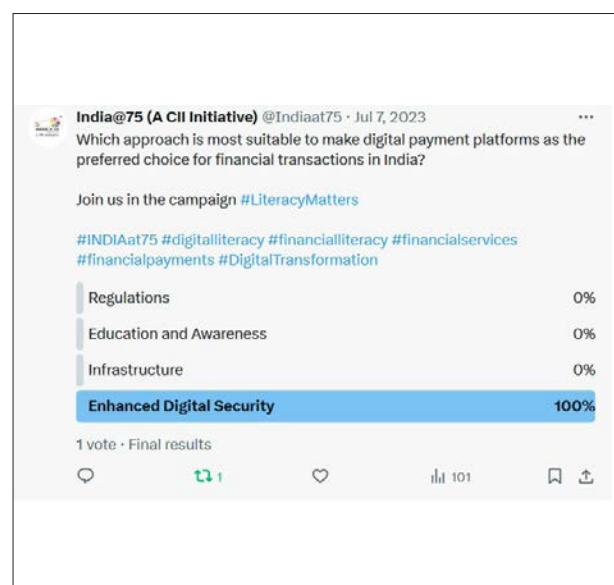 India@75 (A CII Initiative) @Indiaat75 · Jul 7, 2023
Which approach is most suitable to make digital payment platforms as the
preferred choice for financial transactions in India?
Join us in the campaign #LiteracyMatters
#INDIAat75 #digitalliteracy #financialliteracy #financialservices
#financialpayments #DigitalTransformation
Regulations 0%
Education and Awareness 0%
Infrastructure 0%
Enhanced Digital Security 100%
1 vote · Final results
1 101